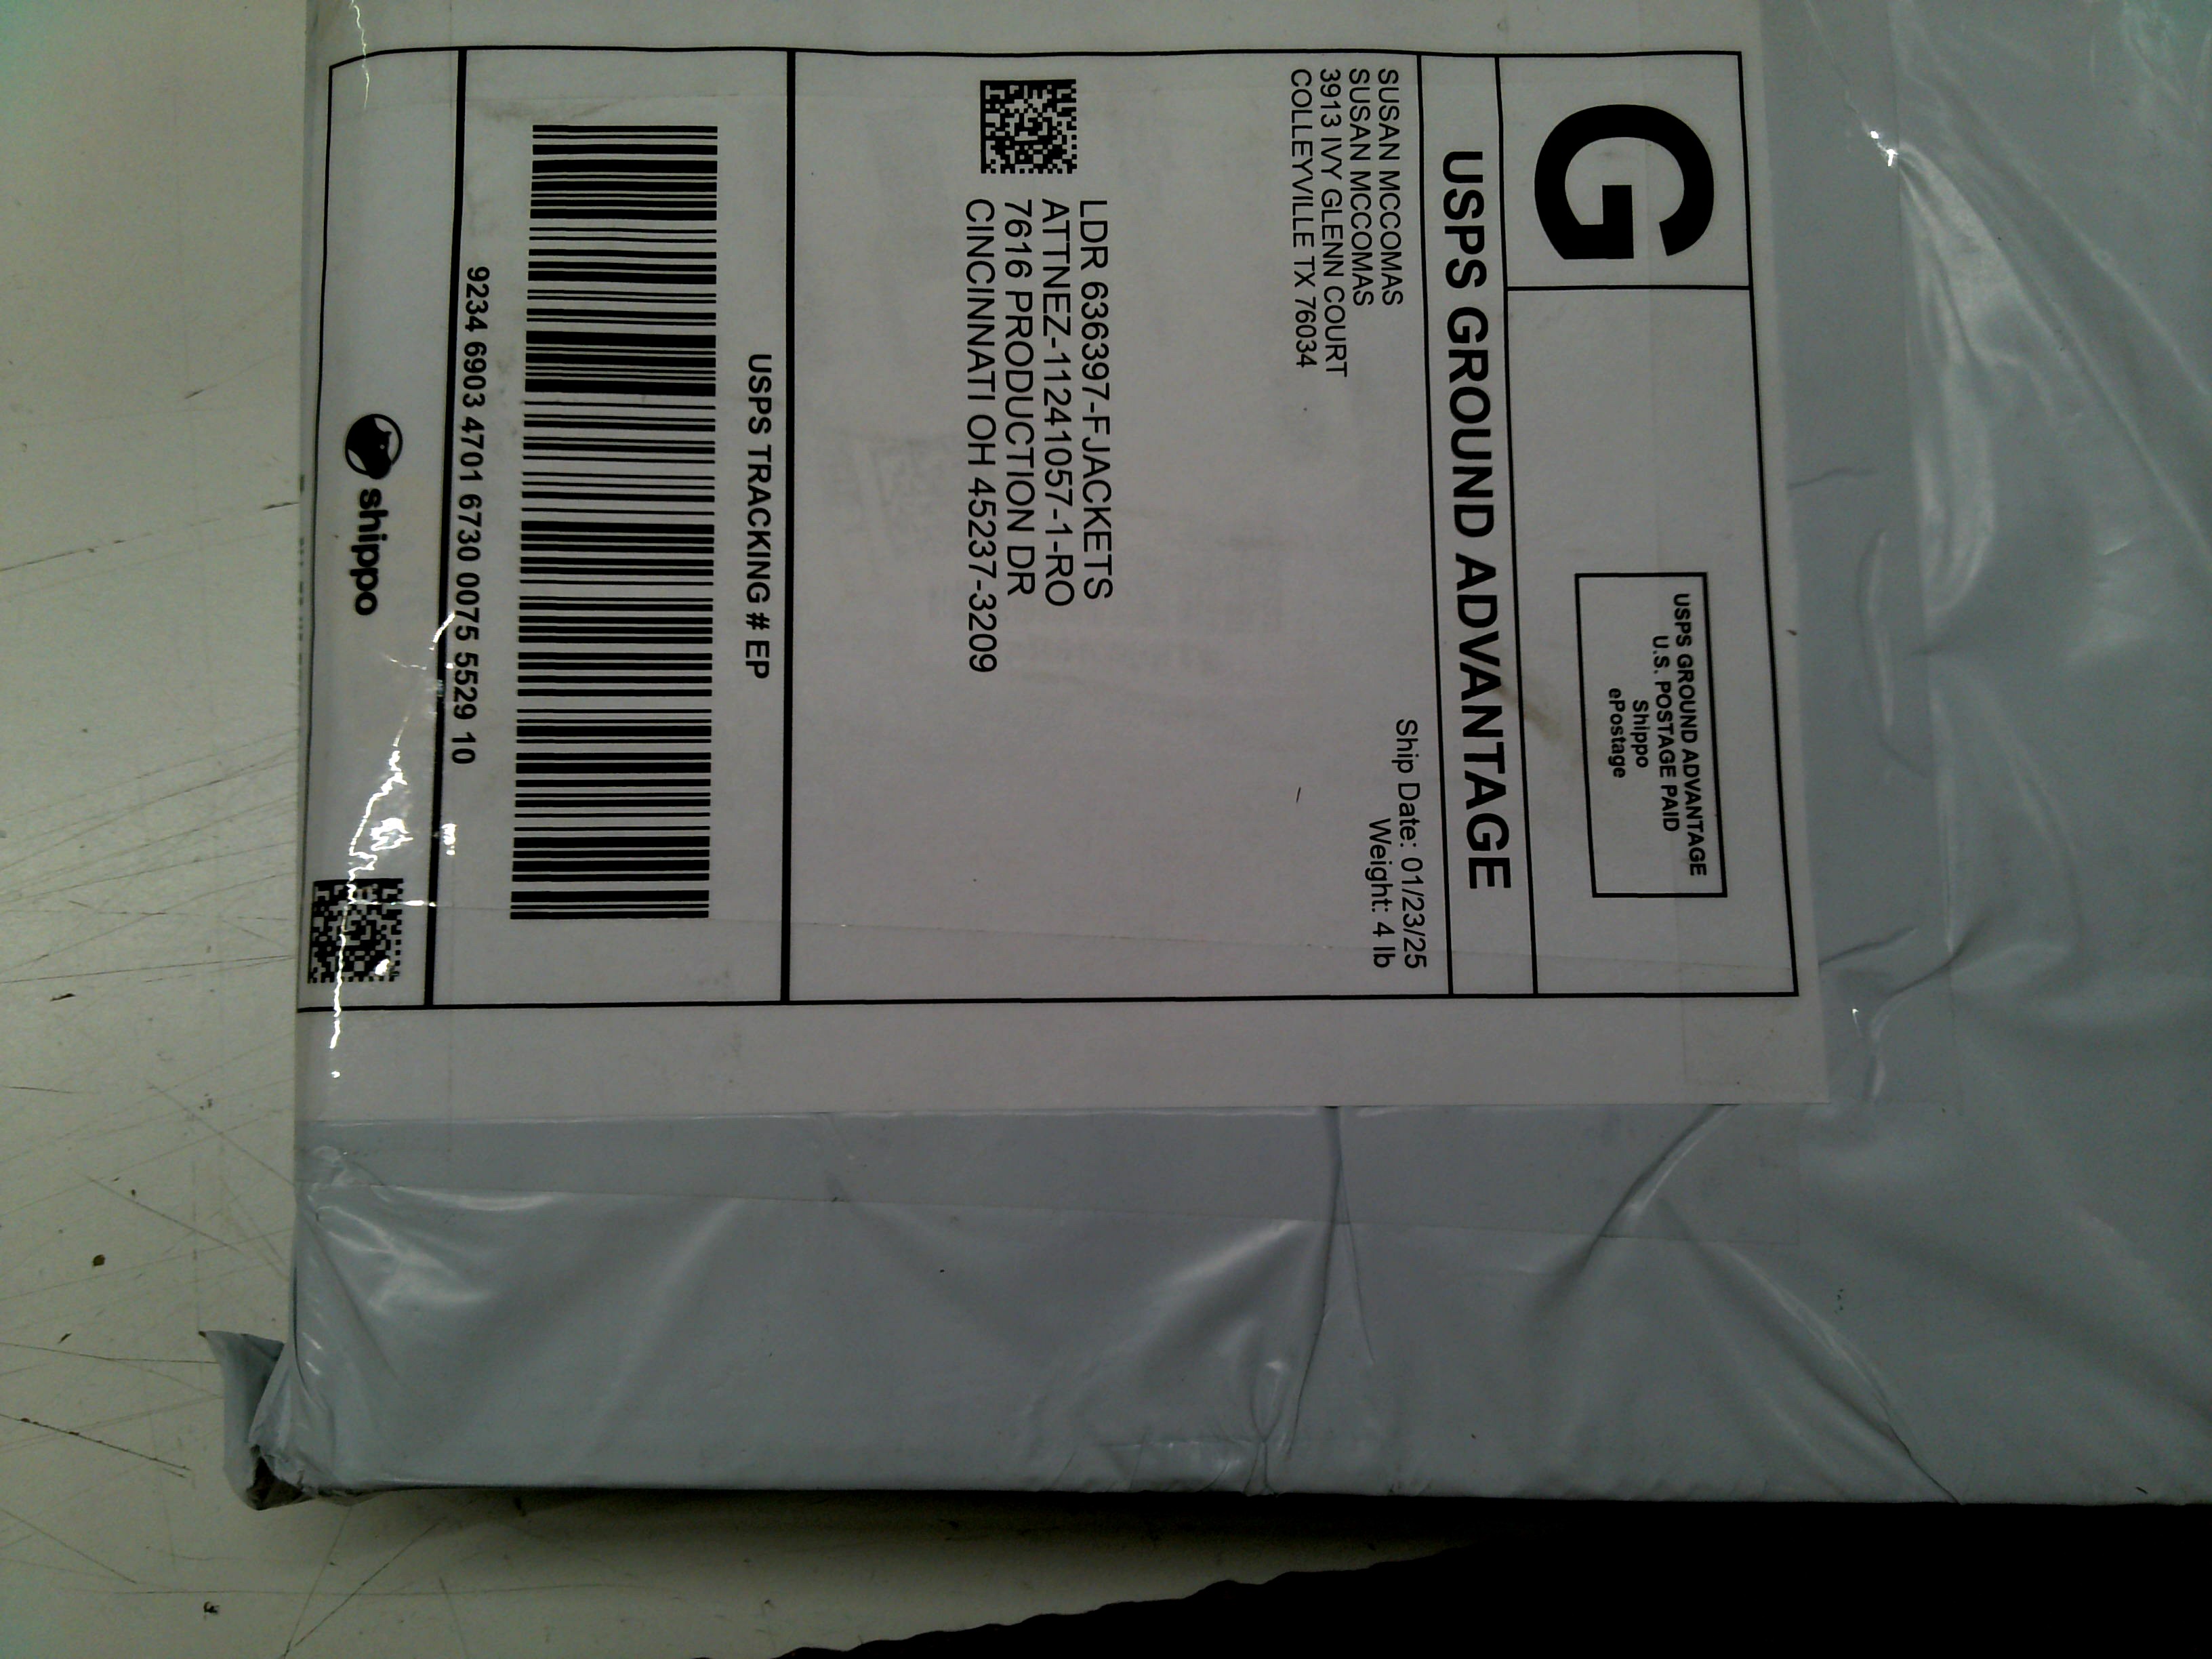 G
USPS GROUND ADVANTAGE
U.S. POSTAGE PAID
Shippo
ePostage
USPS GROUND ADVANTAGE
SUSAN MCCOMAS
SUSAN MCCOMAS
3913 IVY GLENN COURT
COLLEYVILLE TX 76034
Ship Date: 01/23/25
Weight: 4 lb
LDR 636397-FJACKETS
ATTNEZ-11241057-1-RO
7616 PRODUCTION DR
CINCINNATI OH 45237-3209
USPS TRACKING # EP
9234 6903 4701 6730 0075 5529 10
shippo